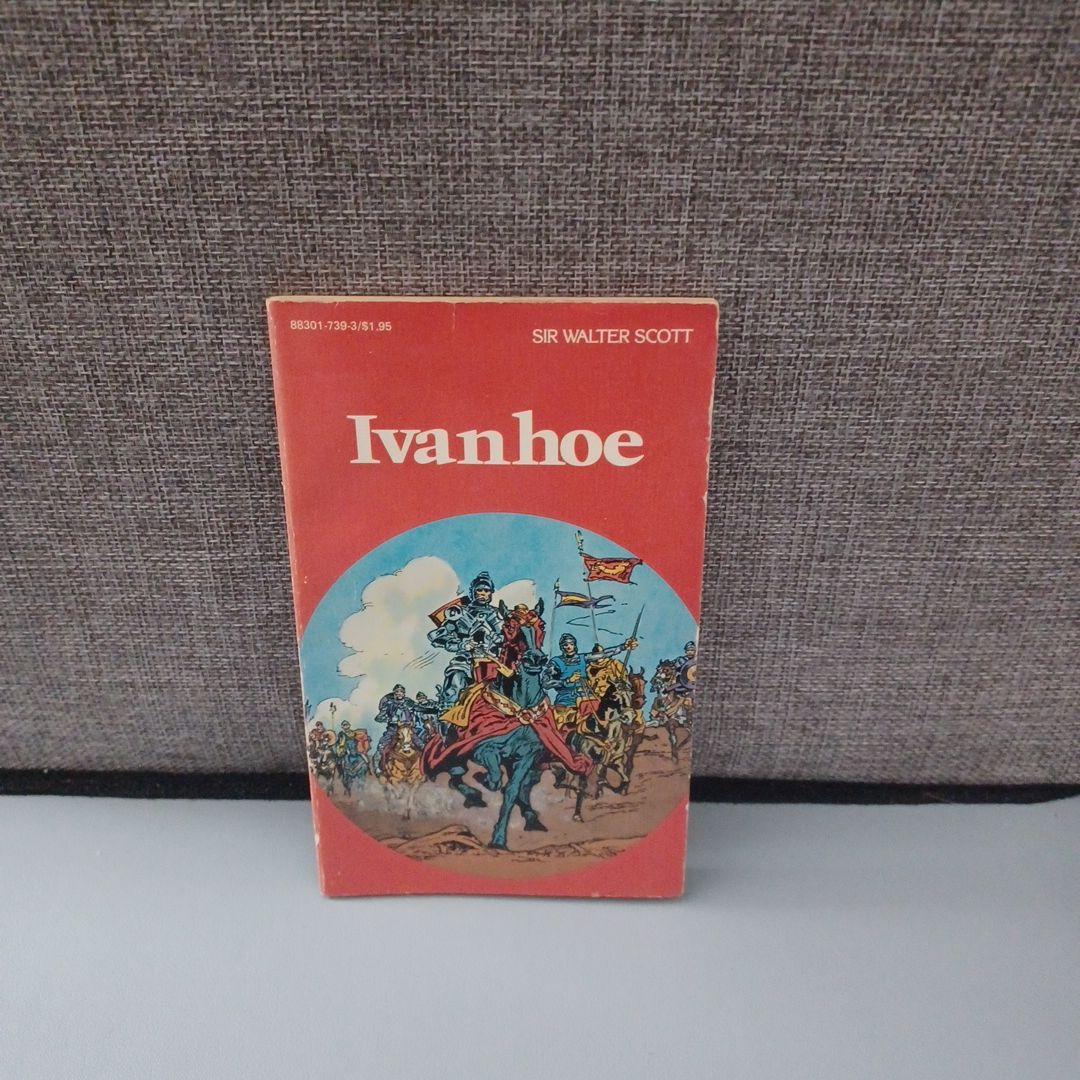 88301-739-3/$1.95
SIR WALTER SCOTT
Ivanhoe